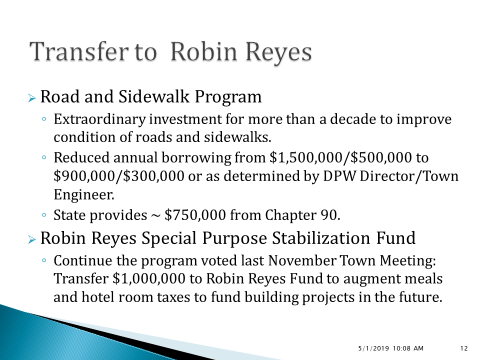 Transfer to  Robin Reyes
Road and Sidewalk Program
Extraordinary investment for more than a decade to improve
condition of roads and sidewalks.
Reduced annual borrowing from $1,500,000/$500,000 to
$900,000/$300,000 or as determined by DPW Director/Town
Engineer.
State provides ~ $750,000 from Chapter 90.
Robin Reyes Special Purpose Stabilization Fund
Continue the program voted last November Town Meeting:
Transfer $1,000,000 to Robin Reyes Fund to augment meals
and hotel room taxes to fund building projects in the future.
5/1/2019 10:08 AM 12